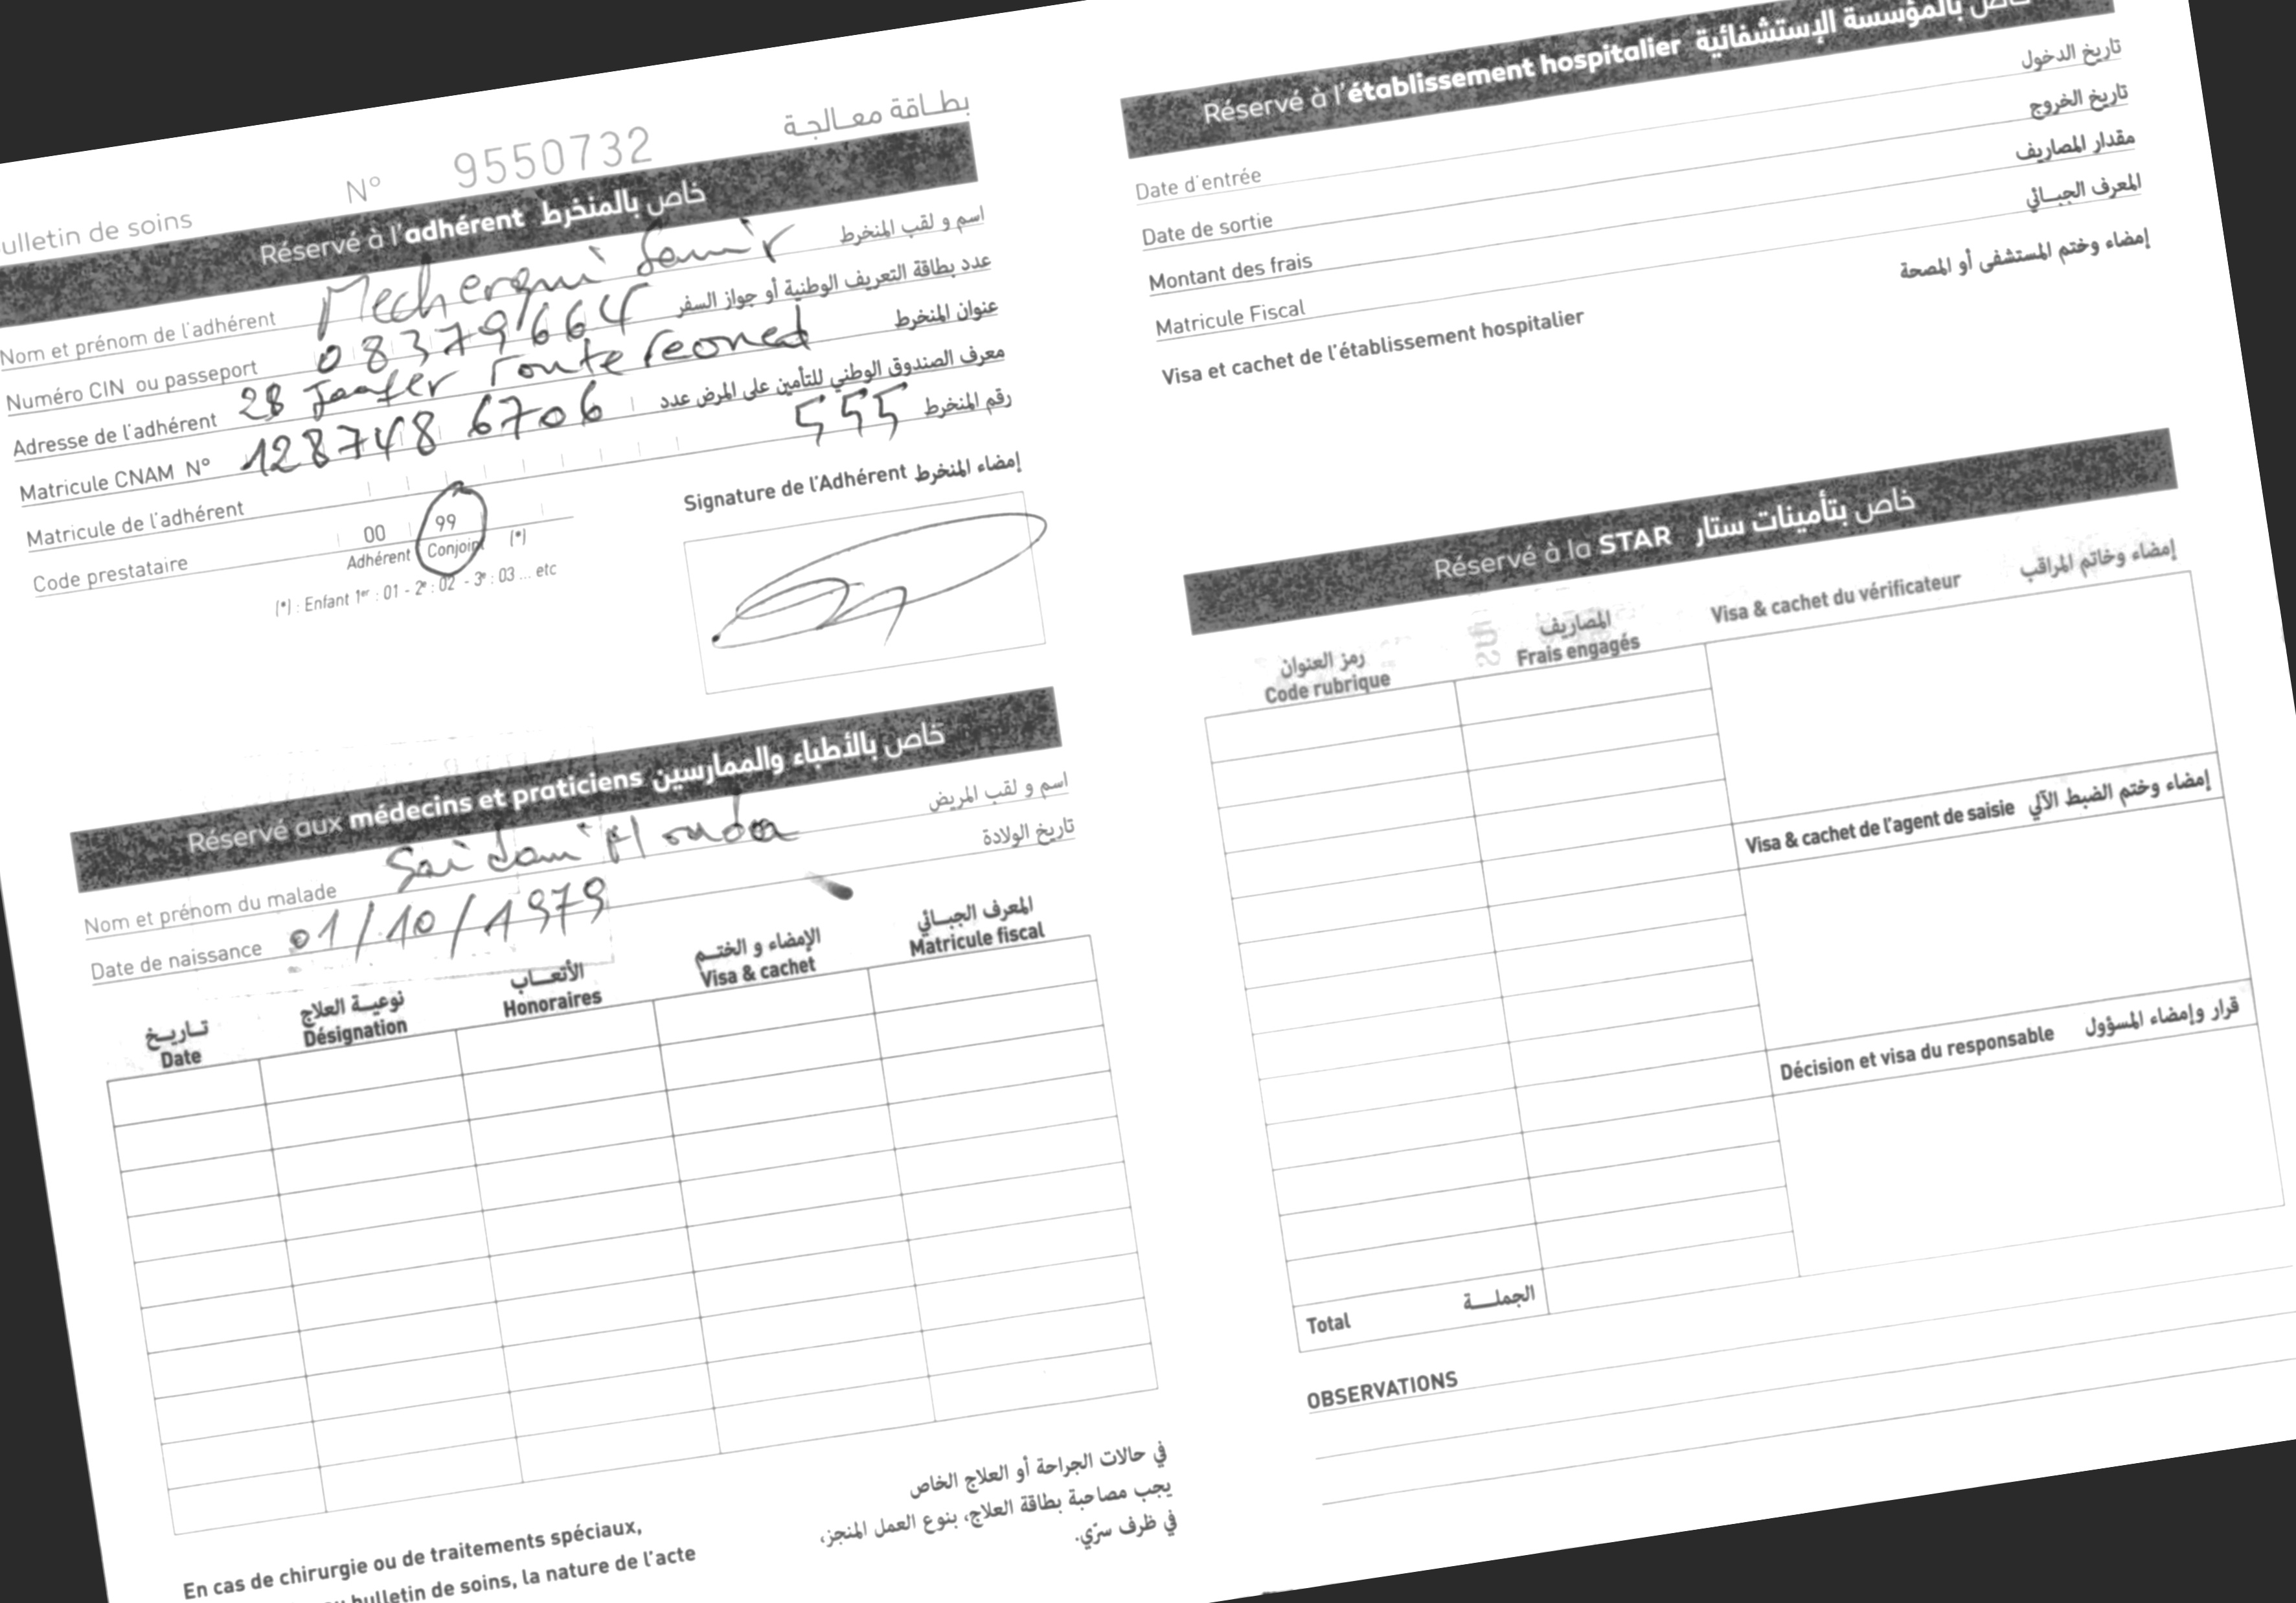 ulletin de soins N° 9550732 بطاقة معالجة
Réservé à l'adhérent خاص بالمنخرط
Nom et prénom de l'adhérent Mechergui Samir اسم و لقب المنخرط
Numéro CIN ou passeport 08379664 عدد بطاقة التعريف الوطنية أو جواز السفر
Adresse de l'adhérent 28 Jaafer route عنوان المنخرط
Matricule CNAM N° 128748 6706 معرف الصندوق الوطني للتأمين على المرض عدد
Matricule de l'adhérent 555 رقم المنخرط
Code prestataire 00 99
Adhérent Conjoint (*)
(*) : Enfant 1er : 01 - 2e : 02 - 3e : 03 ... etc
Signature de l'Adhérent إمضاء المنخرط
Réservé aux médecins et praticiens خاص بالأطباء والممارسين
Nom et prénom du malade Saidani Houda اسم و لقب المريض
Date de naissance 01/10/1979 تاريخ الولادة
تاريخ نوعية العلاج الأتعاب الإمضاء و الختم المعرف الجبائي
Date Désignation Honoraires Visa & cachet Matricule fiscal
En cas de chirurgie ou de traitements spéciaux,
bulletin de soins, la nature de l'acte
في حالات الجراحة أو العلاج الخاص
يجب مصاحبة بطاقة العلاج، بنوع العمل المنجز،
في ظرف سرّي.
Réservé à l'établissement hospitalier خاص بالمؤسسة الإستشفائية
Date d'entrée تاريخ الدخول
Date de sortie تاريخ الخروج
Montant des frais مقدار المصاريف
Matricule Fiscal المعرف الجبائي
Visa et cachet de l'établissement hospitalier إمضاء وختم المستشفى أو المصحة
Réservé à la STAR خاص بتأمينات ستار
رمز العنوان المصاريف
Code rubrique Frais engagés
Visa & cachet du vérificateur إمضاء وخاتم المراقب
Visa & cachet de l'agent de saisie إمضاء وختم الضبط الآلي
Décision et visa du responsable قرار وإمضاء المسؤول
Total الجملة
OBSERVATIONS